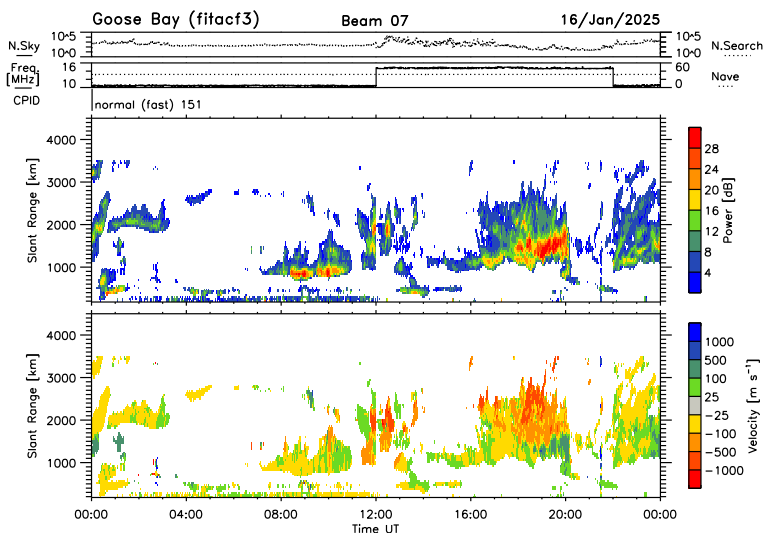 Goose Bay (fitacf3) Beam 07 16/Jan/2025
N.Sky 10^5 10^0 10^5 10^0 N.Search
Freq. [MHz] 16 10 60 0 Nave
CPID normal (fast) 151
Slant Range [km]
4000
3000
2000
1000
28
24
20
16
12
8
4
Power [dB]
Slant Range [km]
4000
3000
2000
1000
1000
500
100
25
−25
−100
−500
−1000
Velocity [m s⁻¹]
00:00 04:00 08:00 12:00 16:00 20:00 00:00
Time UT